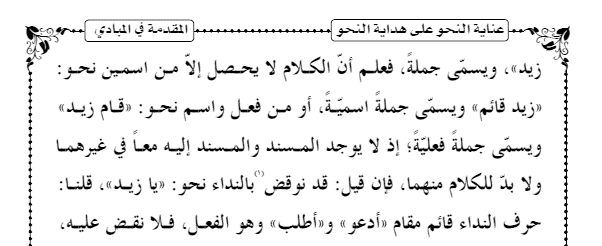 عناية النحو على هداية النحو
المقدمة في المبادي
زيد»، ويسمّى جملةً، فعلم أنّ الكلام لا يحصل إلاّ من اسمين نحو:
«زيد قائم» ويسمّى جملةً اسميّةً، أو من فعل واسم نحو: «قام زيد»
ويسمّى جملةً فعليّةً؛ إذ لا يوجد المسند والمسند إليه معاً في غيرهما
ولا بدّ للكلام منهما، فإن قيل: قد نوقض(١) بالنداء نحو: «يا زيد»، قلنا:
حرف النداء قائم مقام «أدعو» و«أطلب» وهو الفعل، فلا نقض عليه،